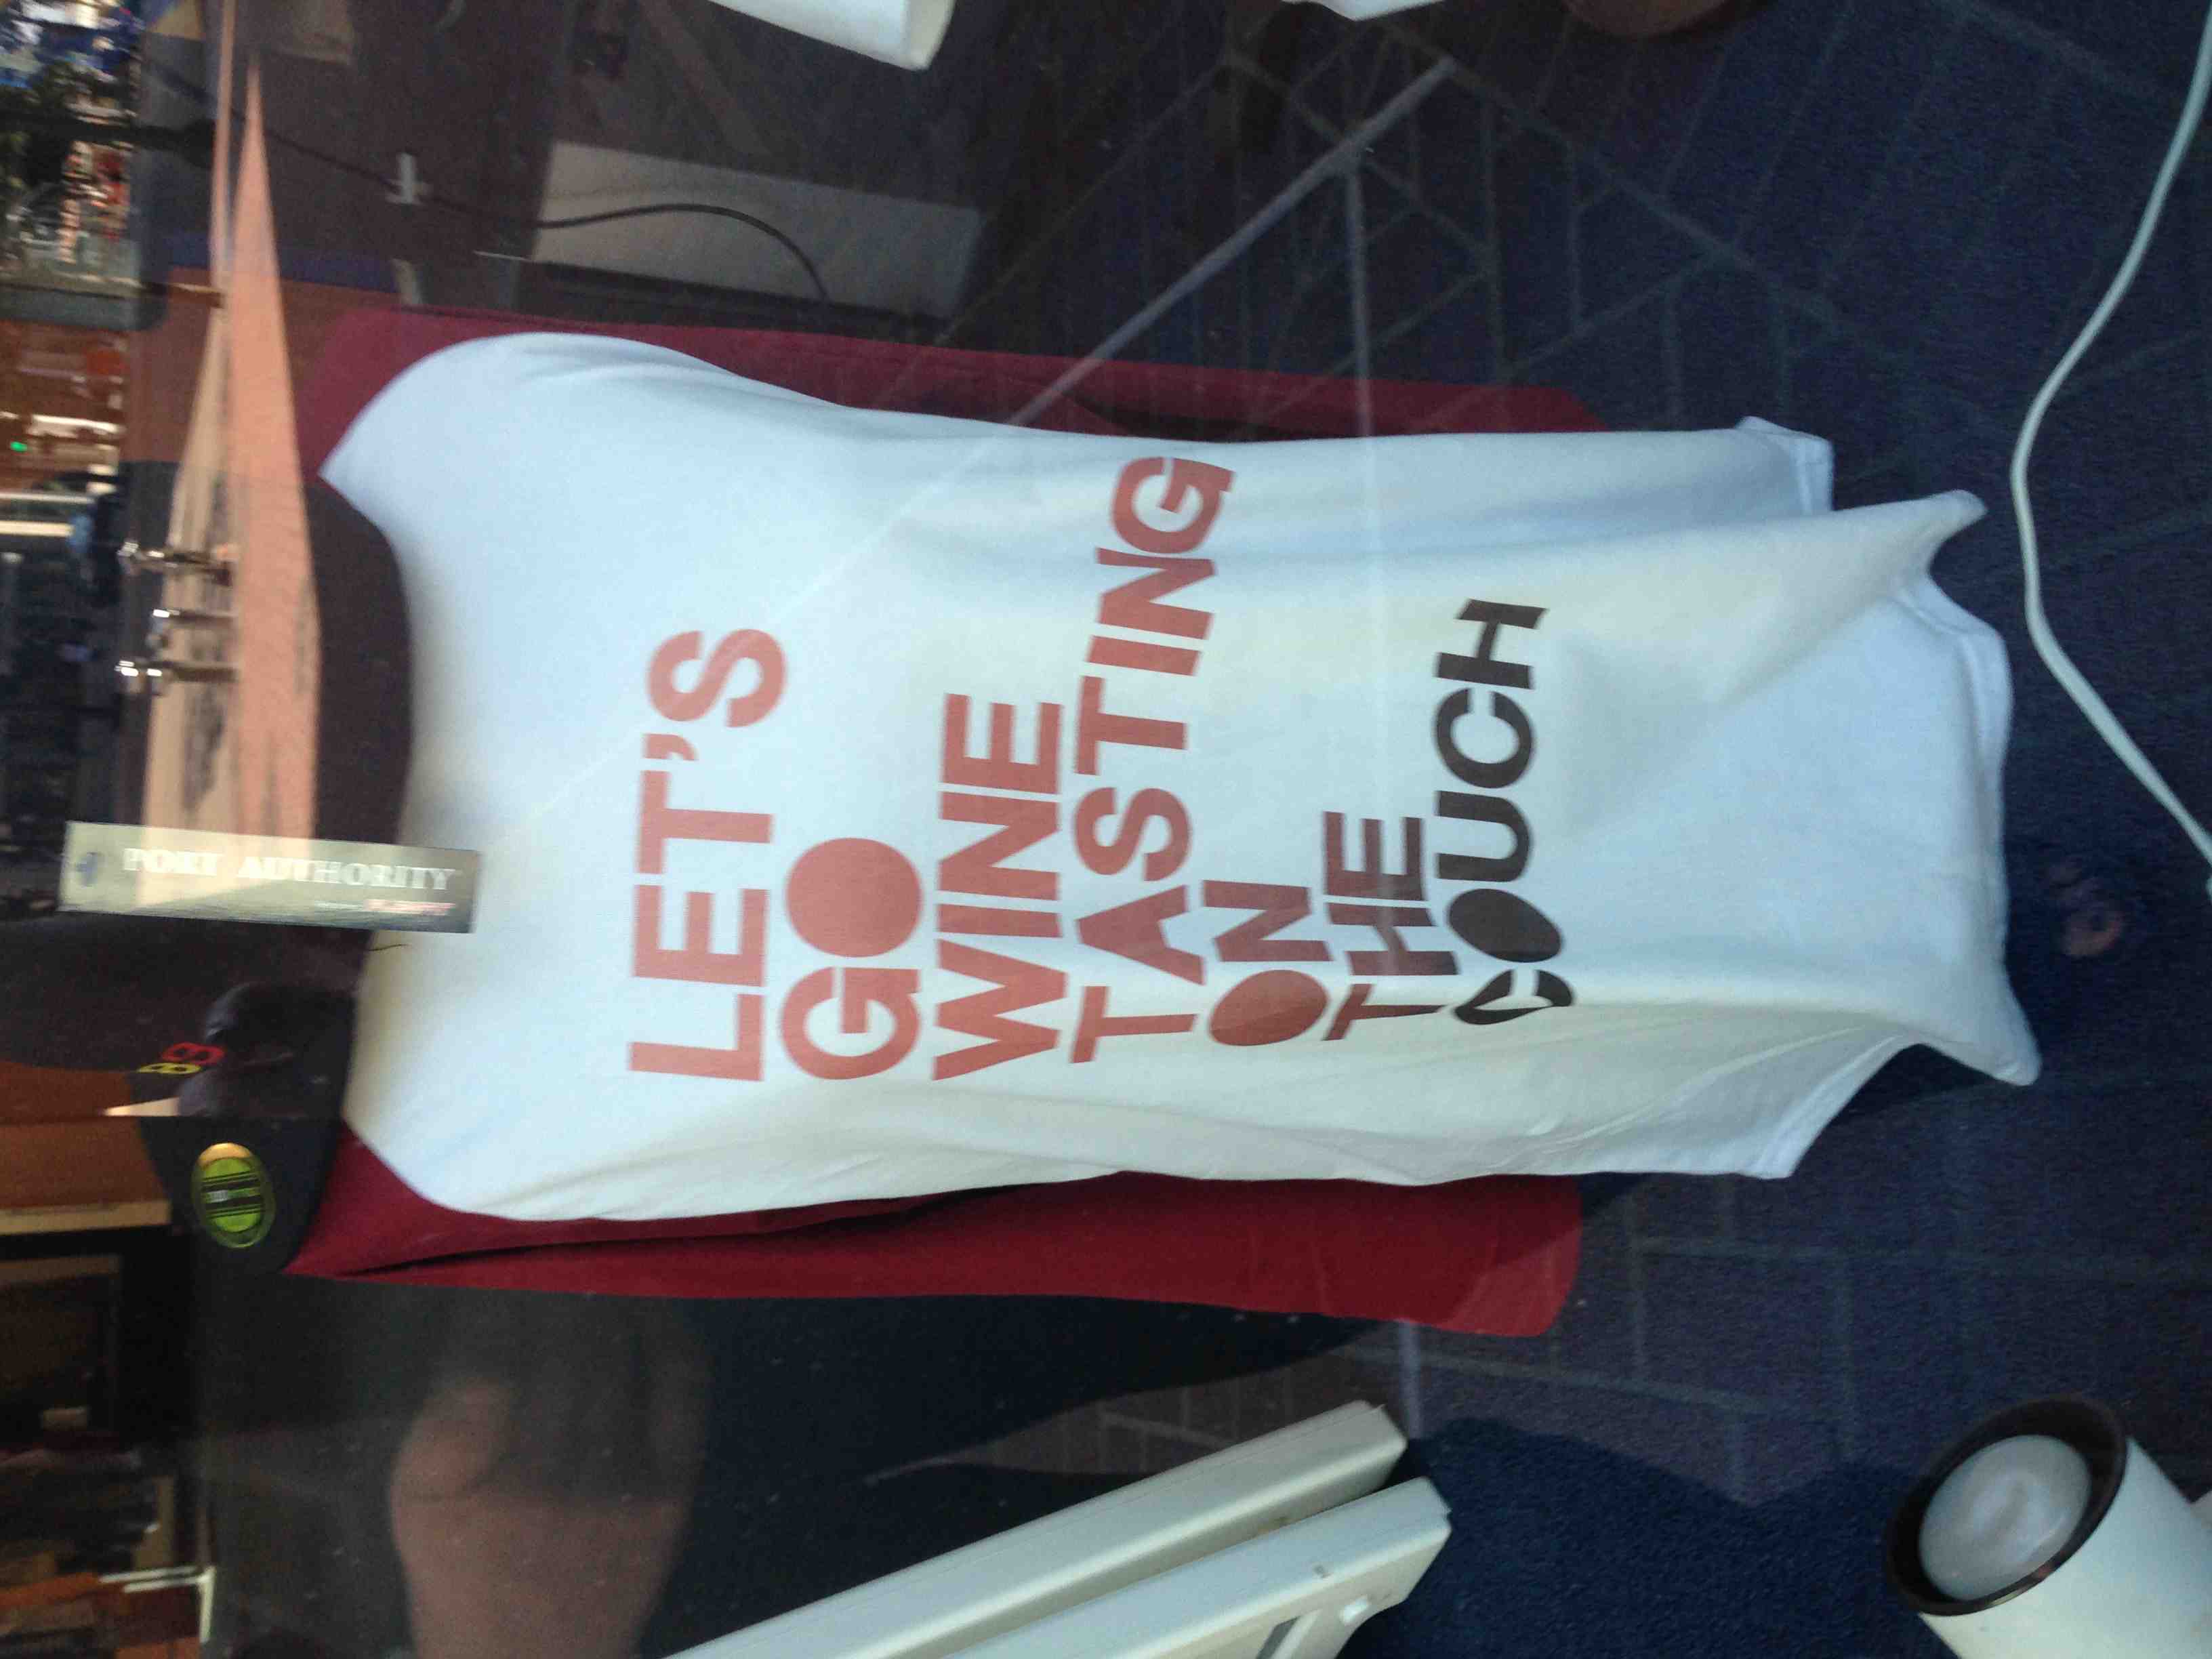 LET'S
GO
WINE
TASTING
ON
THE
COUCH
PORT AUTHORITY